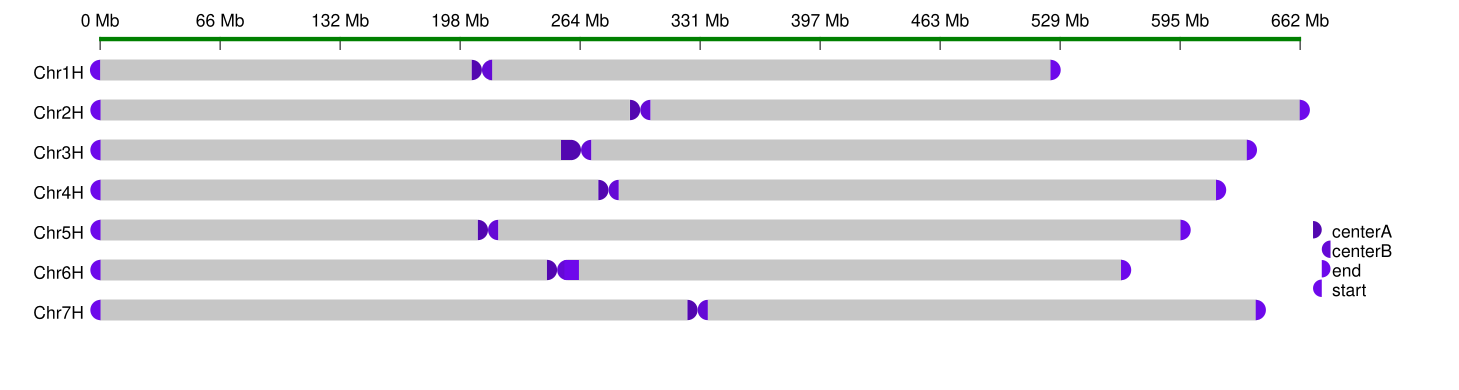 0 Mb 66 Mb 132 Mb 198 Mb 264 Mb 331 Mb 397 Mb 463 Mb 529 Mb 595 Mb 662 Mb
Chr1H
Chr2H
Chr3H
Chr4H
Chr5H
Chr6H
Chr7H
centerA
centerB
end
start